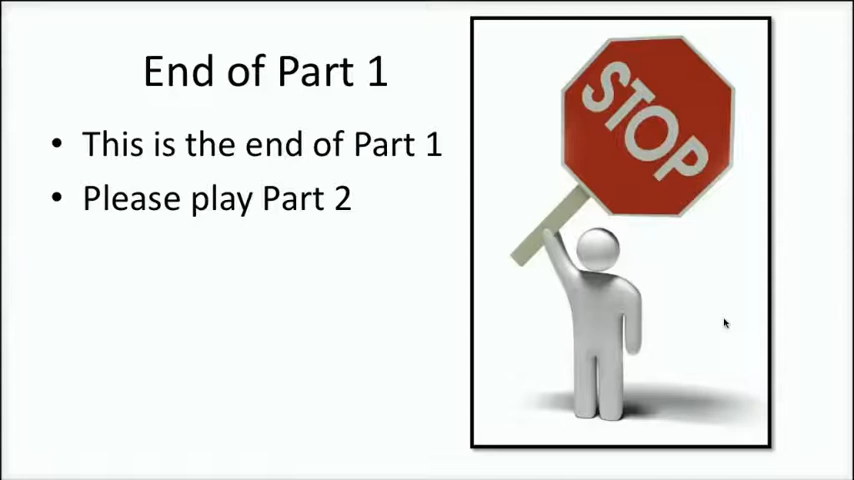 End of Part 1
• This is the end of Part 1
• Please play Part 2
STOP